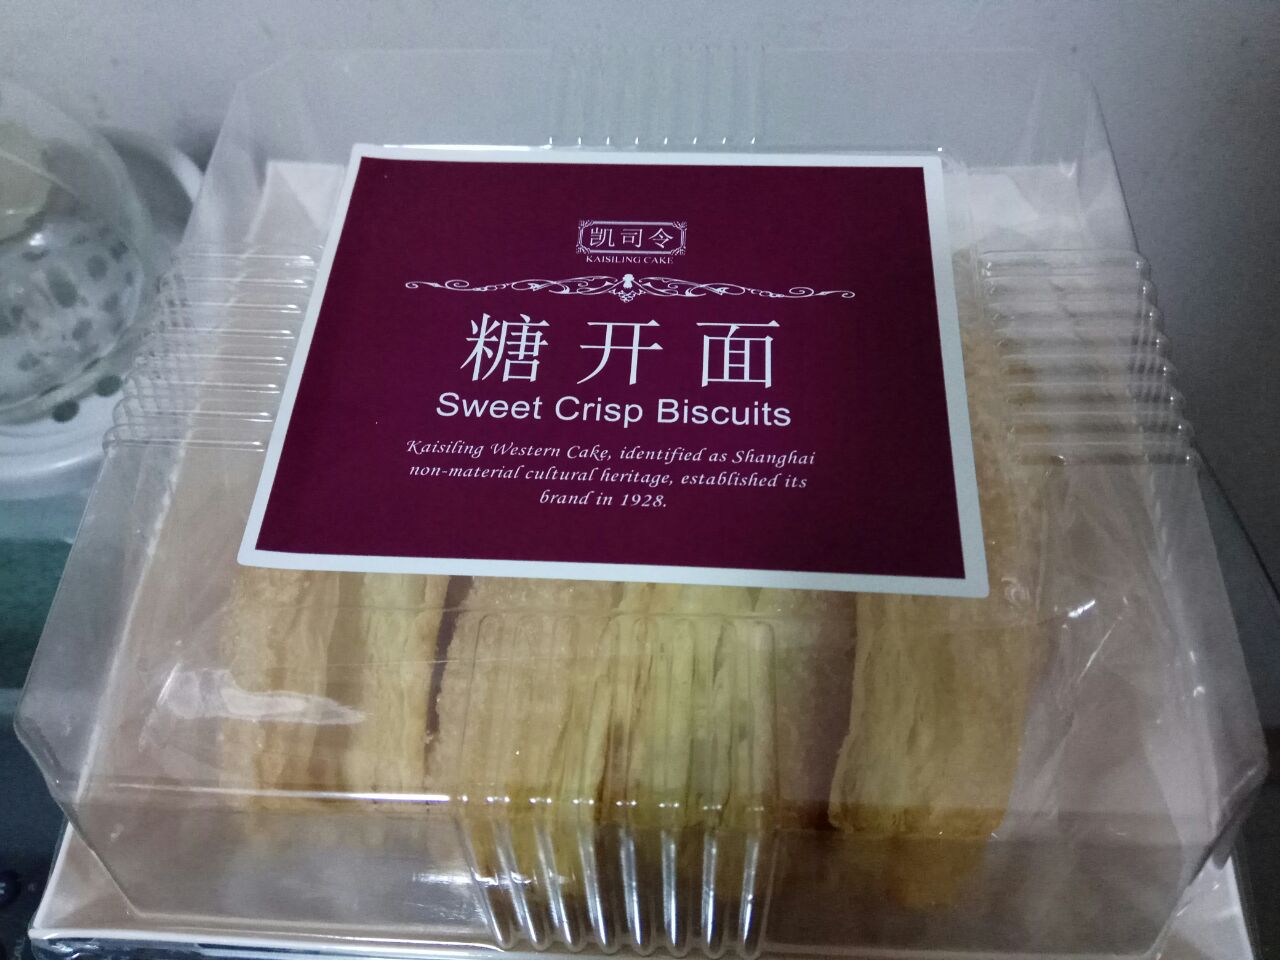 凯司令
KAISILING CAKE
糖开面
Sweet Crisp Biscuits
Kaisiling Western Cake, identified as Shanghai
non-material cultural heritage, established its
brand in 1928.